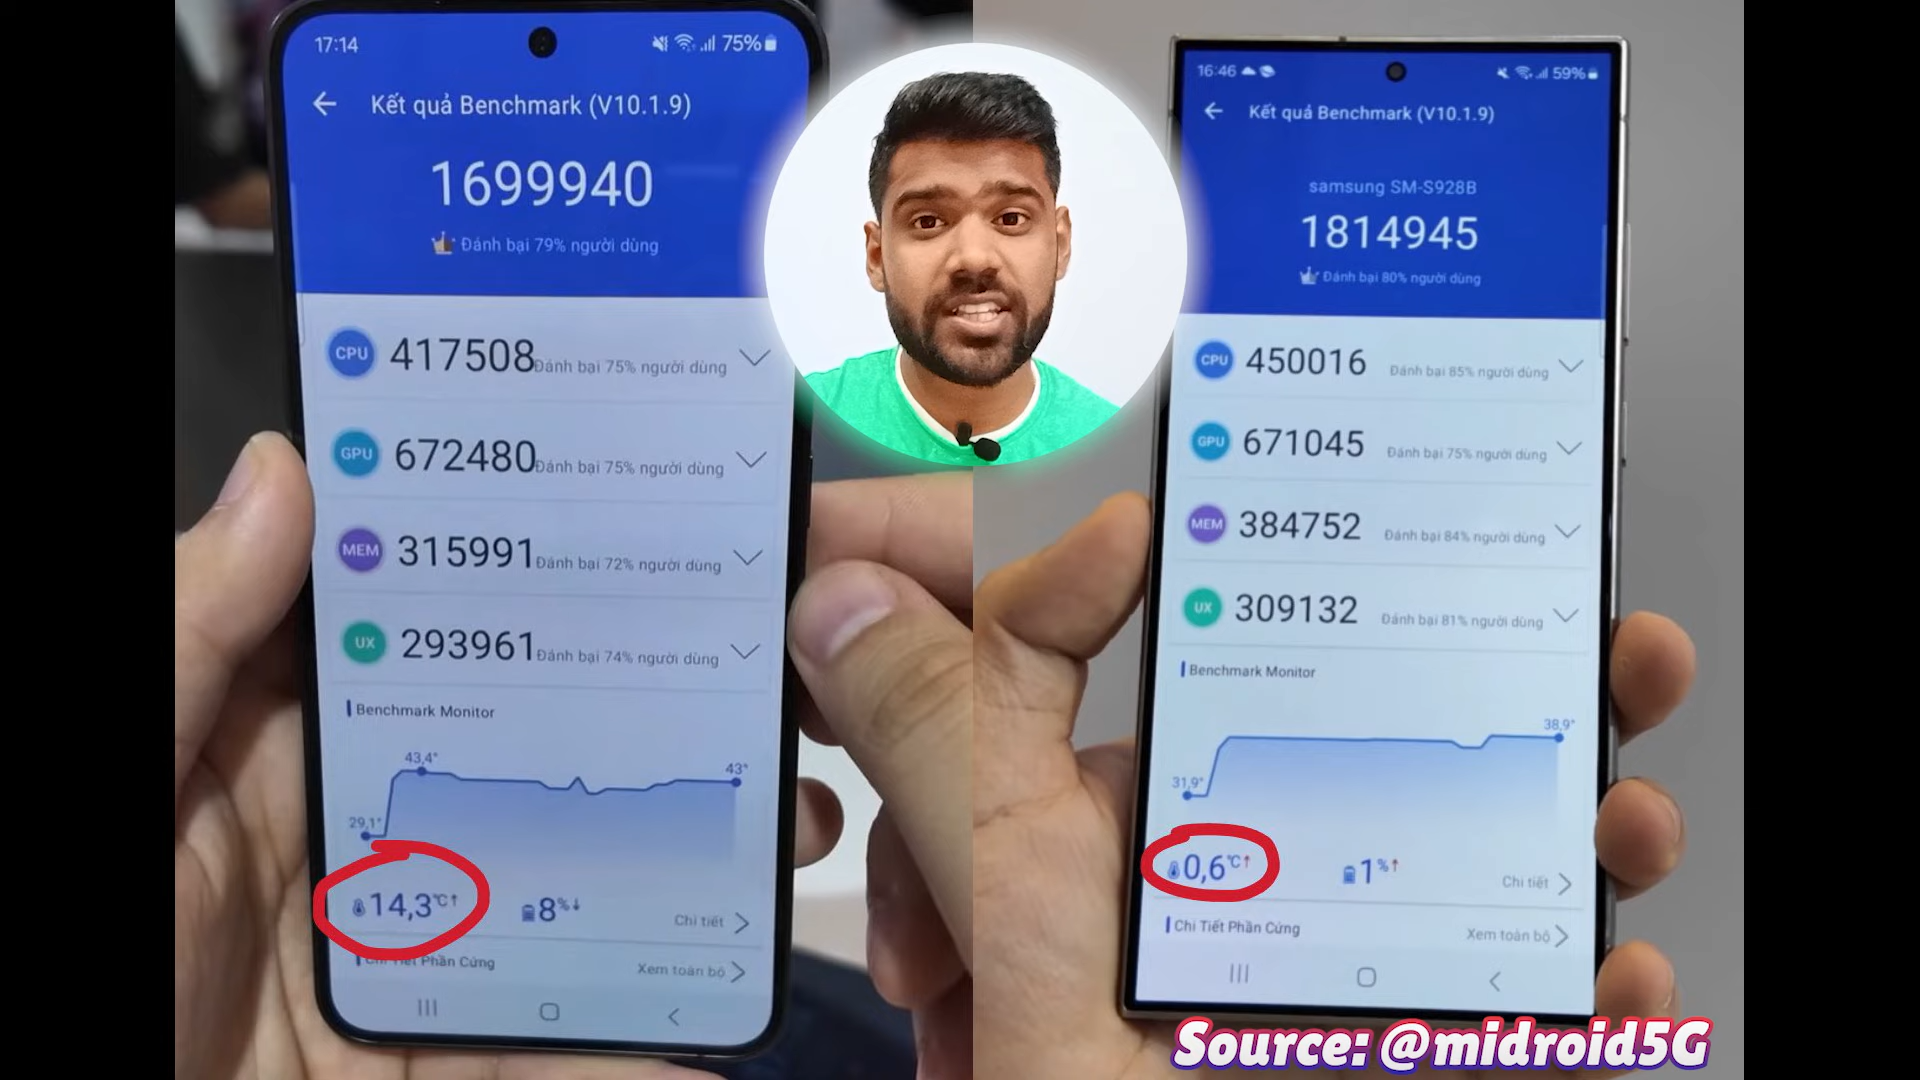 17:14
75%
Kết quả Benchmark (V10.1.9)
1699940
Đánh bại 79% người dùng
CPU 417508 Đánh bại 75% người dùng
GPU 672480 Đánh bại 75% người dùng
MEM 315991 Đánh bại 72% người dùng
UX 293961 Đánh bại 74% người dùng
Benchmark Monitor
43,4°
43°
29,1°
14,3°C↑ 8%↓ Chi tiết
Chi Tiết Phần Cứng Xem toàn bộ
16:46
59%
Kết quả Benchmark (V10.1.9)
samsung SM-S928B
1814945
Đánh bại 80% người dùng
CPU 450016 Đánh bại 85% người dùng
GPU 671045 Đánh bại 75% người dùng
MEM 384752 Đánh bại 84% người dùng
UX 309132 Đánh bại 81% người dùng
Benchmark Monitor
38,9°
31,9°
0,6°C↑ 1%↑ Chi tiết
Chi Tiết Phần Cứng Xem toàn bộ
Source: @midroid5G